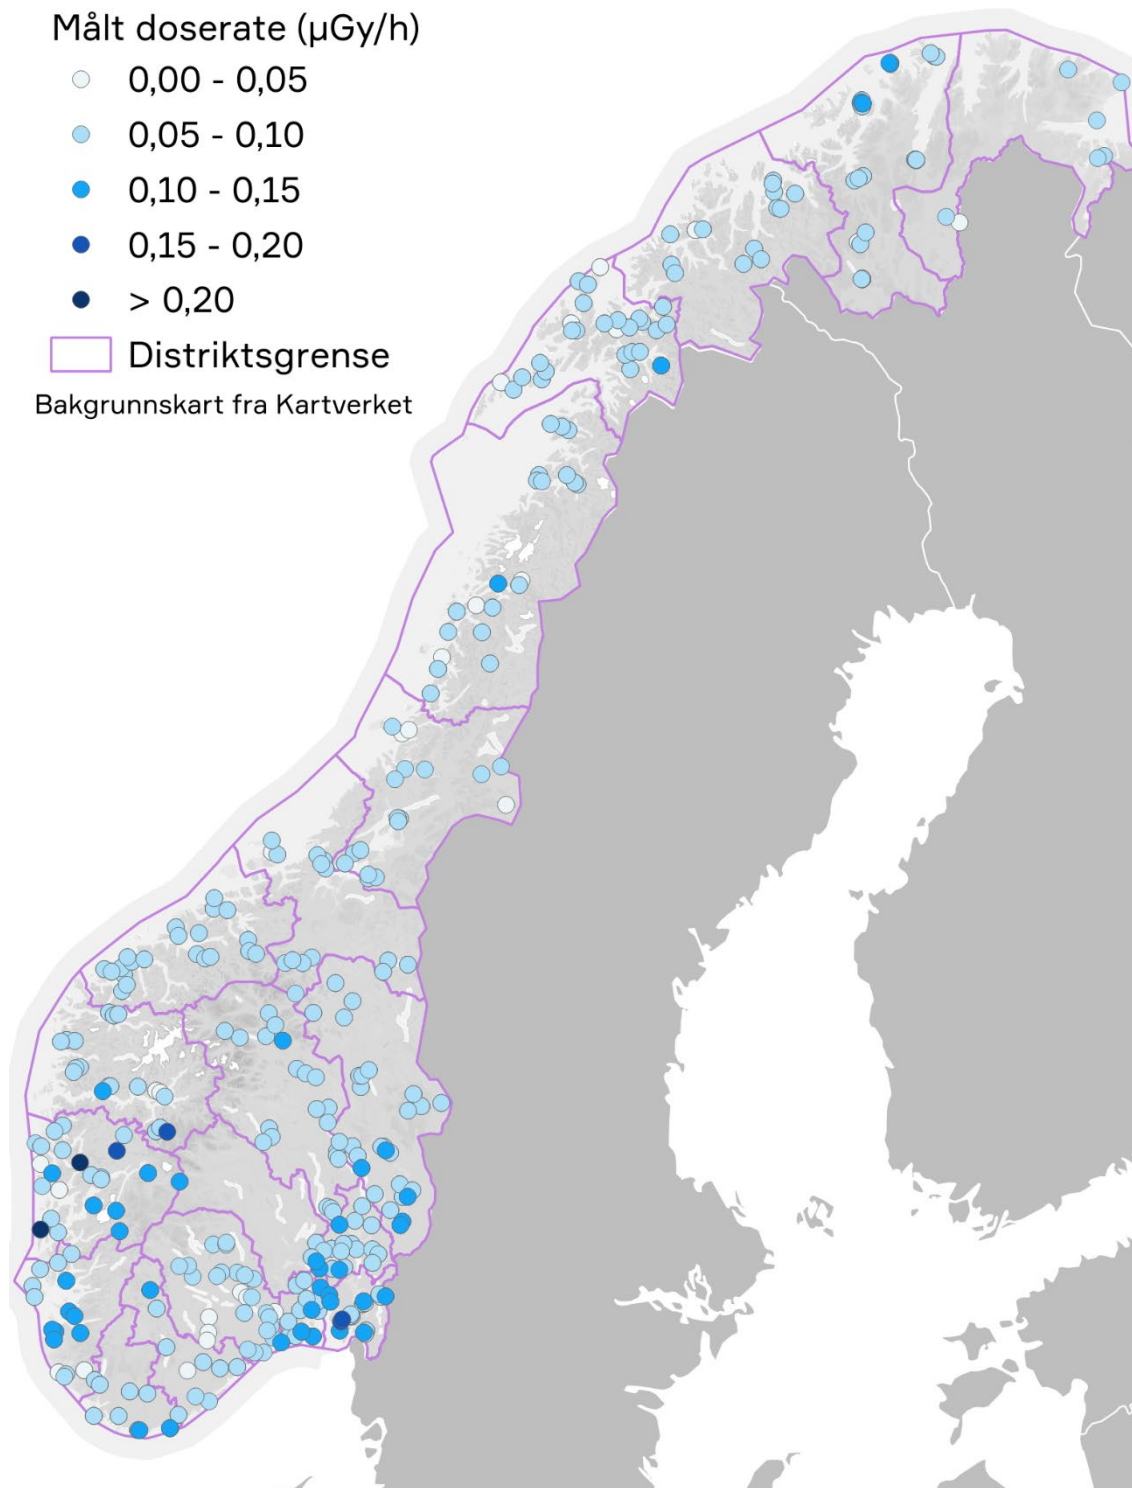 Målt doserate (µGy/h)
0,00 - 0,05
0,05 - 0,10
0,10 - 0,15
0,15 - 0,20
> 0,20
Distriktsgrense
Bakgrunnskart fra Kartverket